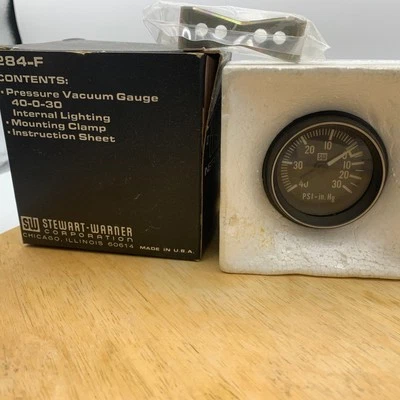 284-F
CONTENTS:
• Pressure Vacuum Gauge
40-0-30
Internal Lighting
• Mounting Clamp
• Instruction Sheet
SW STEWART-WARNER
CORPORATION
CHICAGO, ILLINOIS 60614 MADE IN U.S.A.
40 30 20 10 10 20 30
SW
PSI-in.Hg